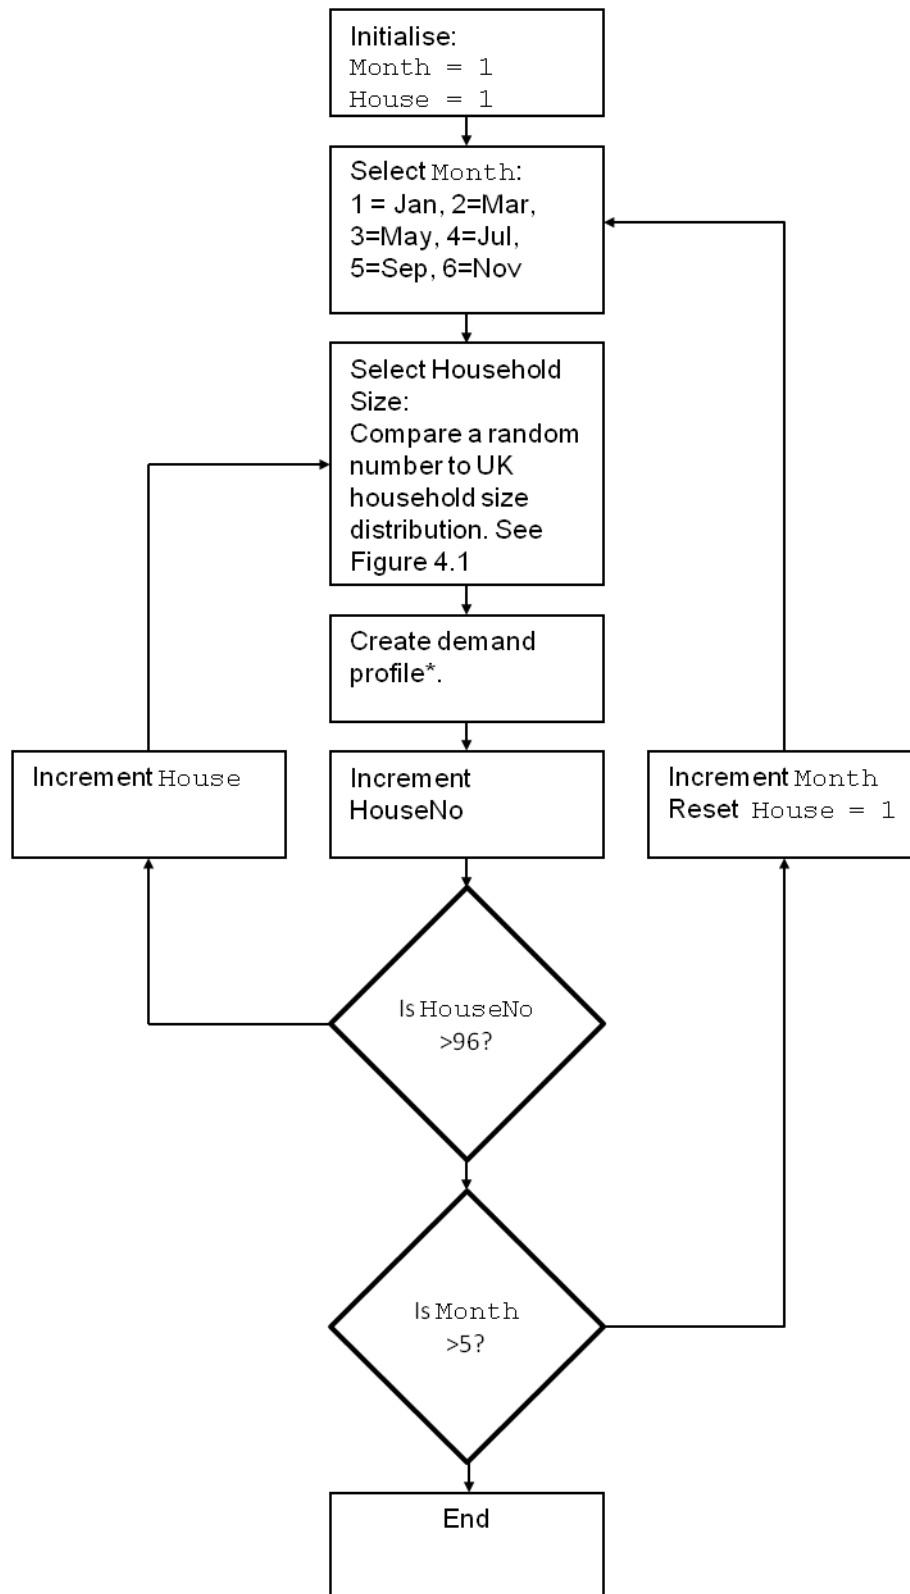 Initialise:
Month = 1
House = 1
Select Month:
1 = Jan, 2=Mar,
3=May, 4=Jul,
5=Sep, 6=Nov
Select Household
Size:
Compare a random
number to UK
household size
distribution. See
Figure 4.1
Create demand
profile*.
Increment House
Increment
HouseNo
Increment Month
Reset House = 1
Is HouseNo
>96?
Is Month
>5?
End